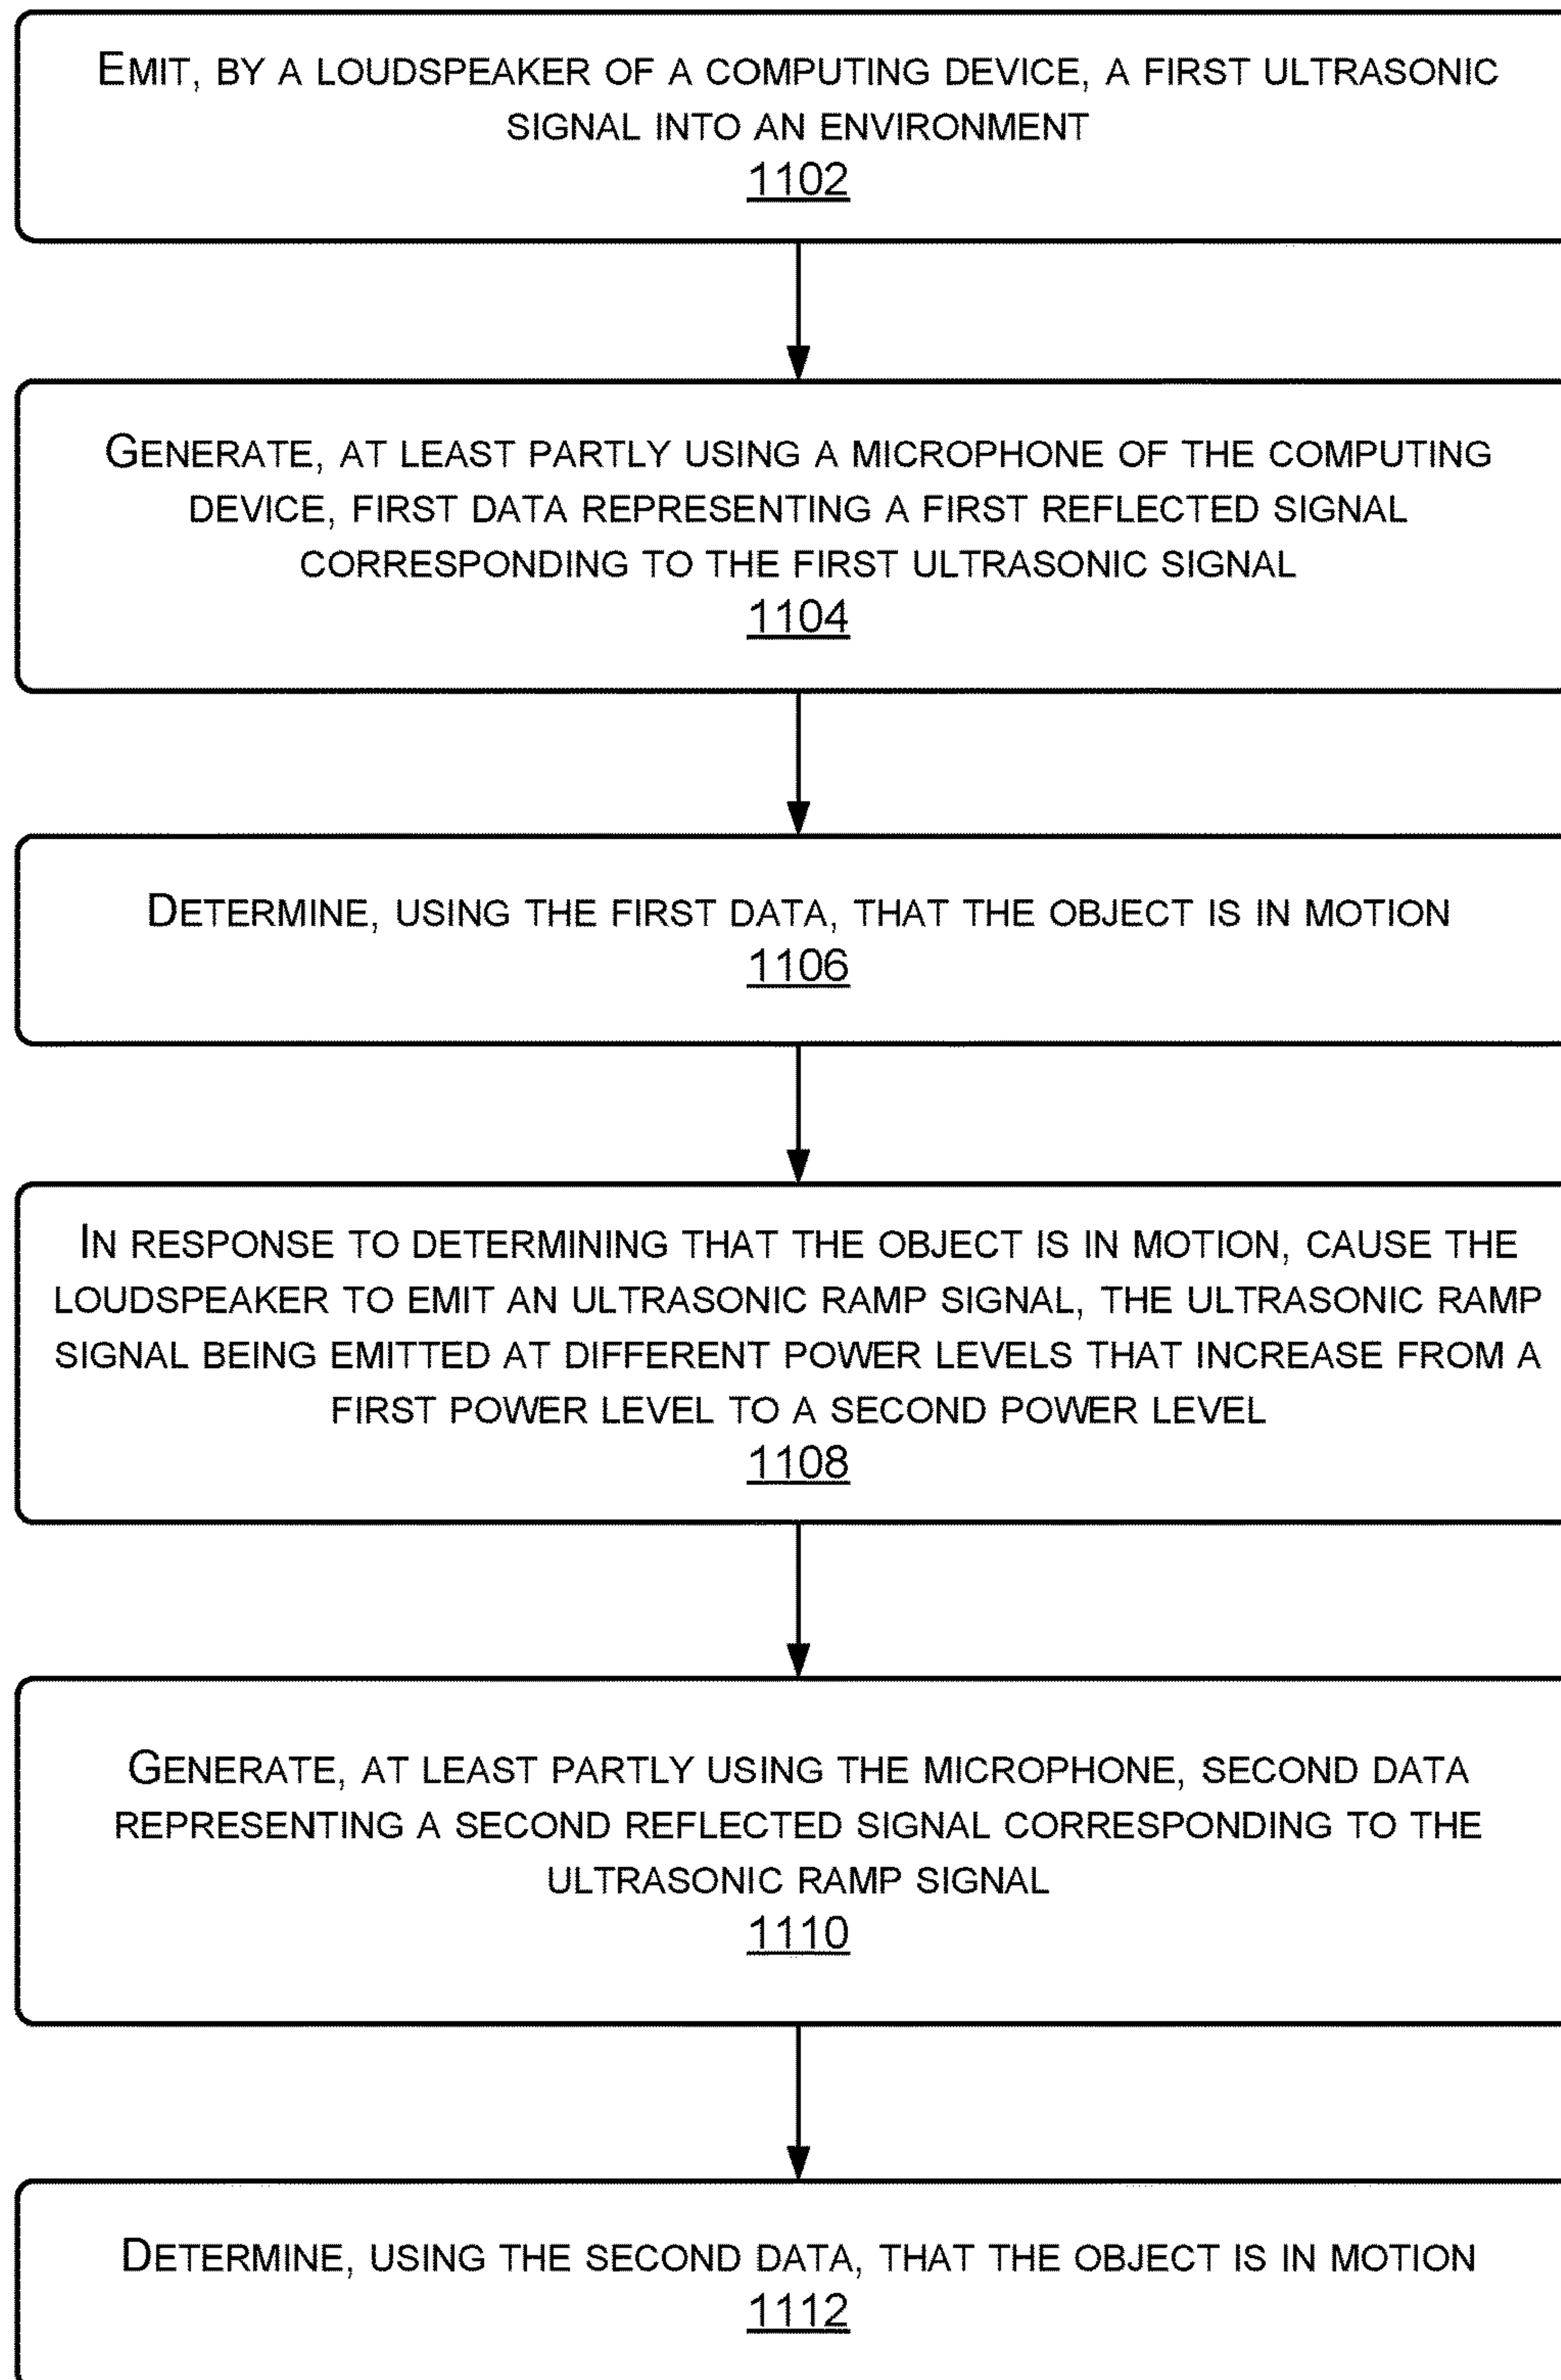 EMIT, BY A LOUDSPEAKER OF A COMPUTING DEVICE, A FIRST ULTRASONIC
SIGNAL INTO AN ENVIRONMENT
1102
GENERATE, AT LEAST PARTLY USING A MICROPHONE OF THE COMPUTING
DEVICE, FIRST DATA REPRESENTING A FIRST REFLECTED SIGNAL
CORRESPONDING TO THE FIRST ULTRASONIC SIGNAL
1104
DETERMINE, USING THE FIRST DATA, THAT THE OBJECT IS IN MOTION
1106
IN RESPONSE TO DETERMINING THAT THE OBJECT IS IN MOTION, CAUSE THE
LOUDSPEAKER TO EMIT AN ULTRASONIC RAMP SIGNAL, THE ULTRASONIC RAMP
SIGNAL BEING EMITTED AT DIFFERENT POWER LEVELS THAT INCREASE FROM A
FIRST POWER LEVEL TO A SECOND POWER LEVEL
1108
GENERATE, AT LEAST PARTLY USING THE MICROPHONE, SECOND DATA
REPRESENTING A SECOND REFLECTED SIGNAL CORRESPONDING TO THE
ULTRASONIC RAMP SIGNAL
1110
DETERMINE, USING THE SECOND DATA, THAT THE OBJECT IS IN MOTION
1112